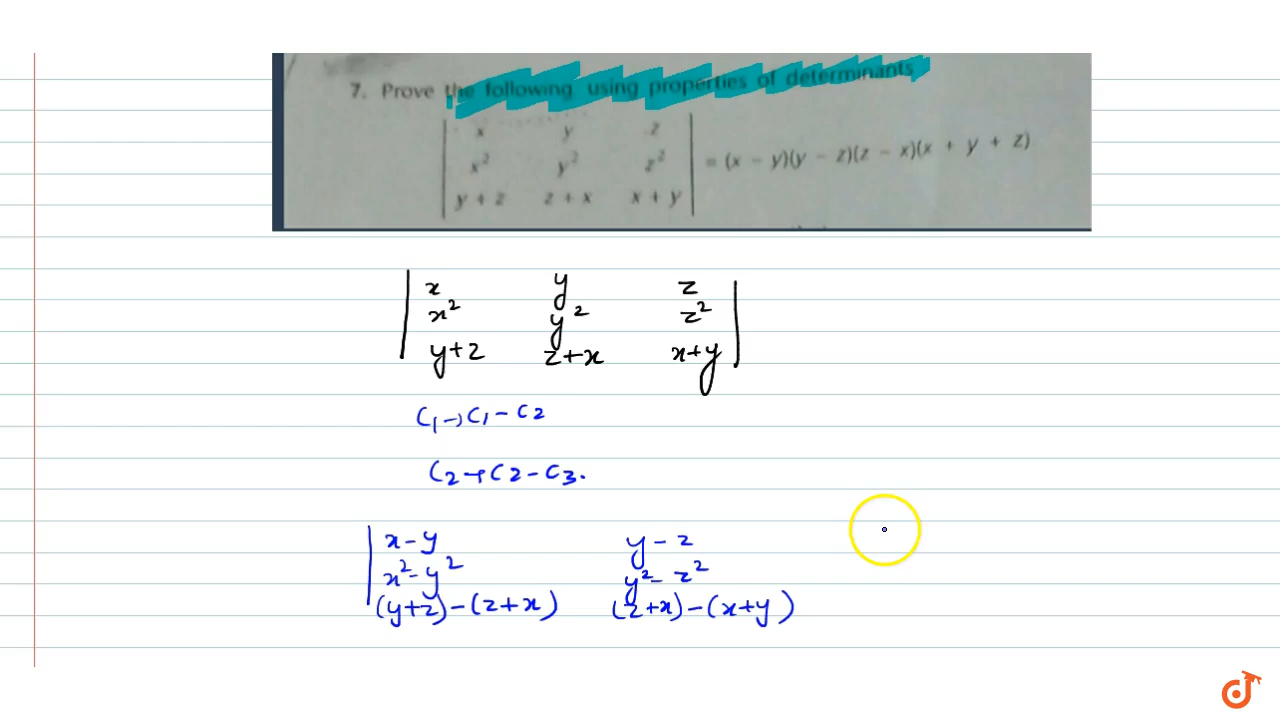 7. Prove the following using properties of determinants
x y z
x² y² z² = (x - y)(y - z)(z - x)(x + y + z)
y + z z + x x + y
x y z
x² y² z²
y+z z+x x+y
C₁→C₁-C₂
C₂→C₂-C₃.
x-y y-z
x²-y² y²-z²
(y+z)-(z+x) (z+x)-(x+y)